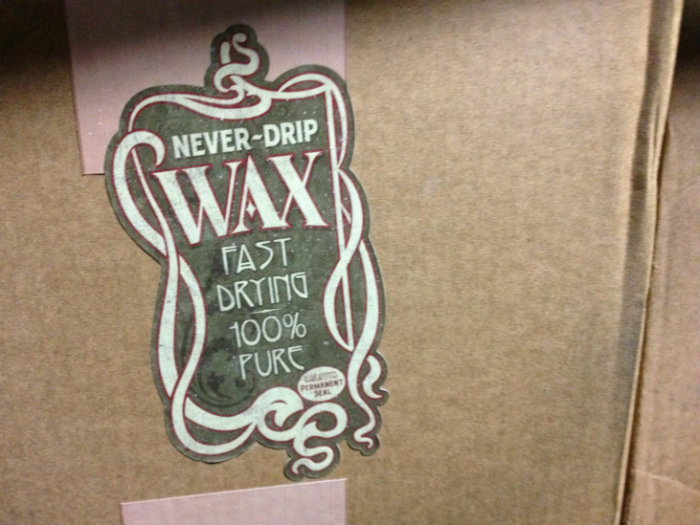 NEVER-DRIP
WAX
FAST
DRYING
100%
PURE
PERMANENT
SEAL